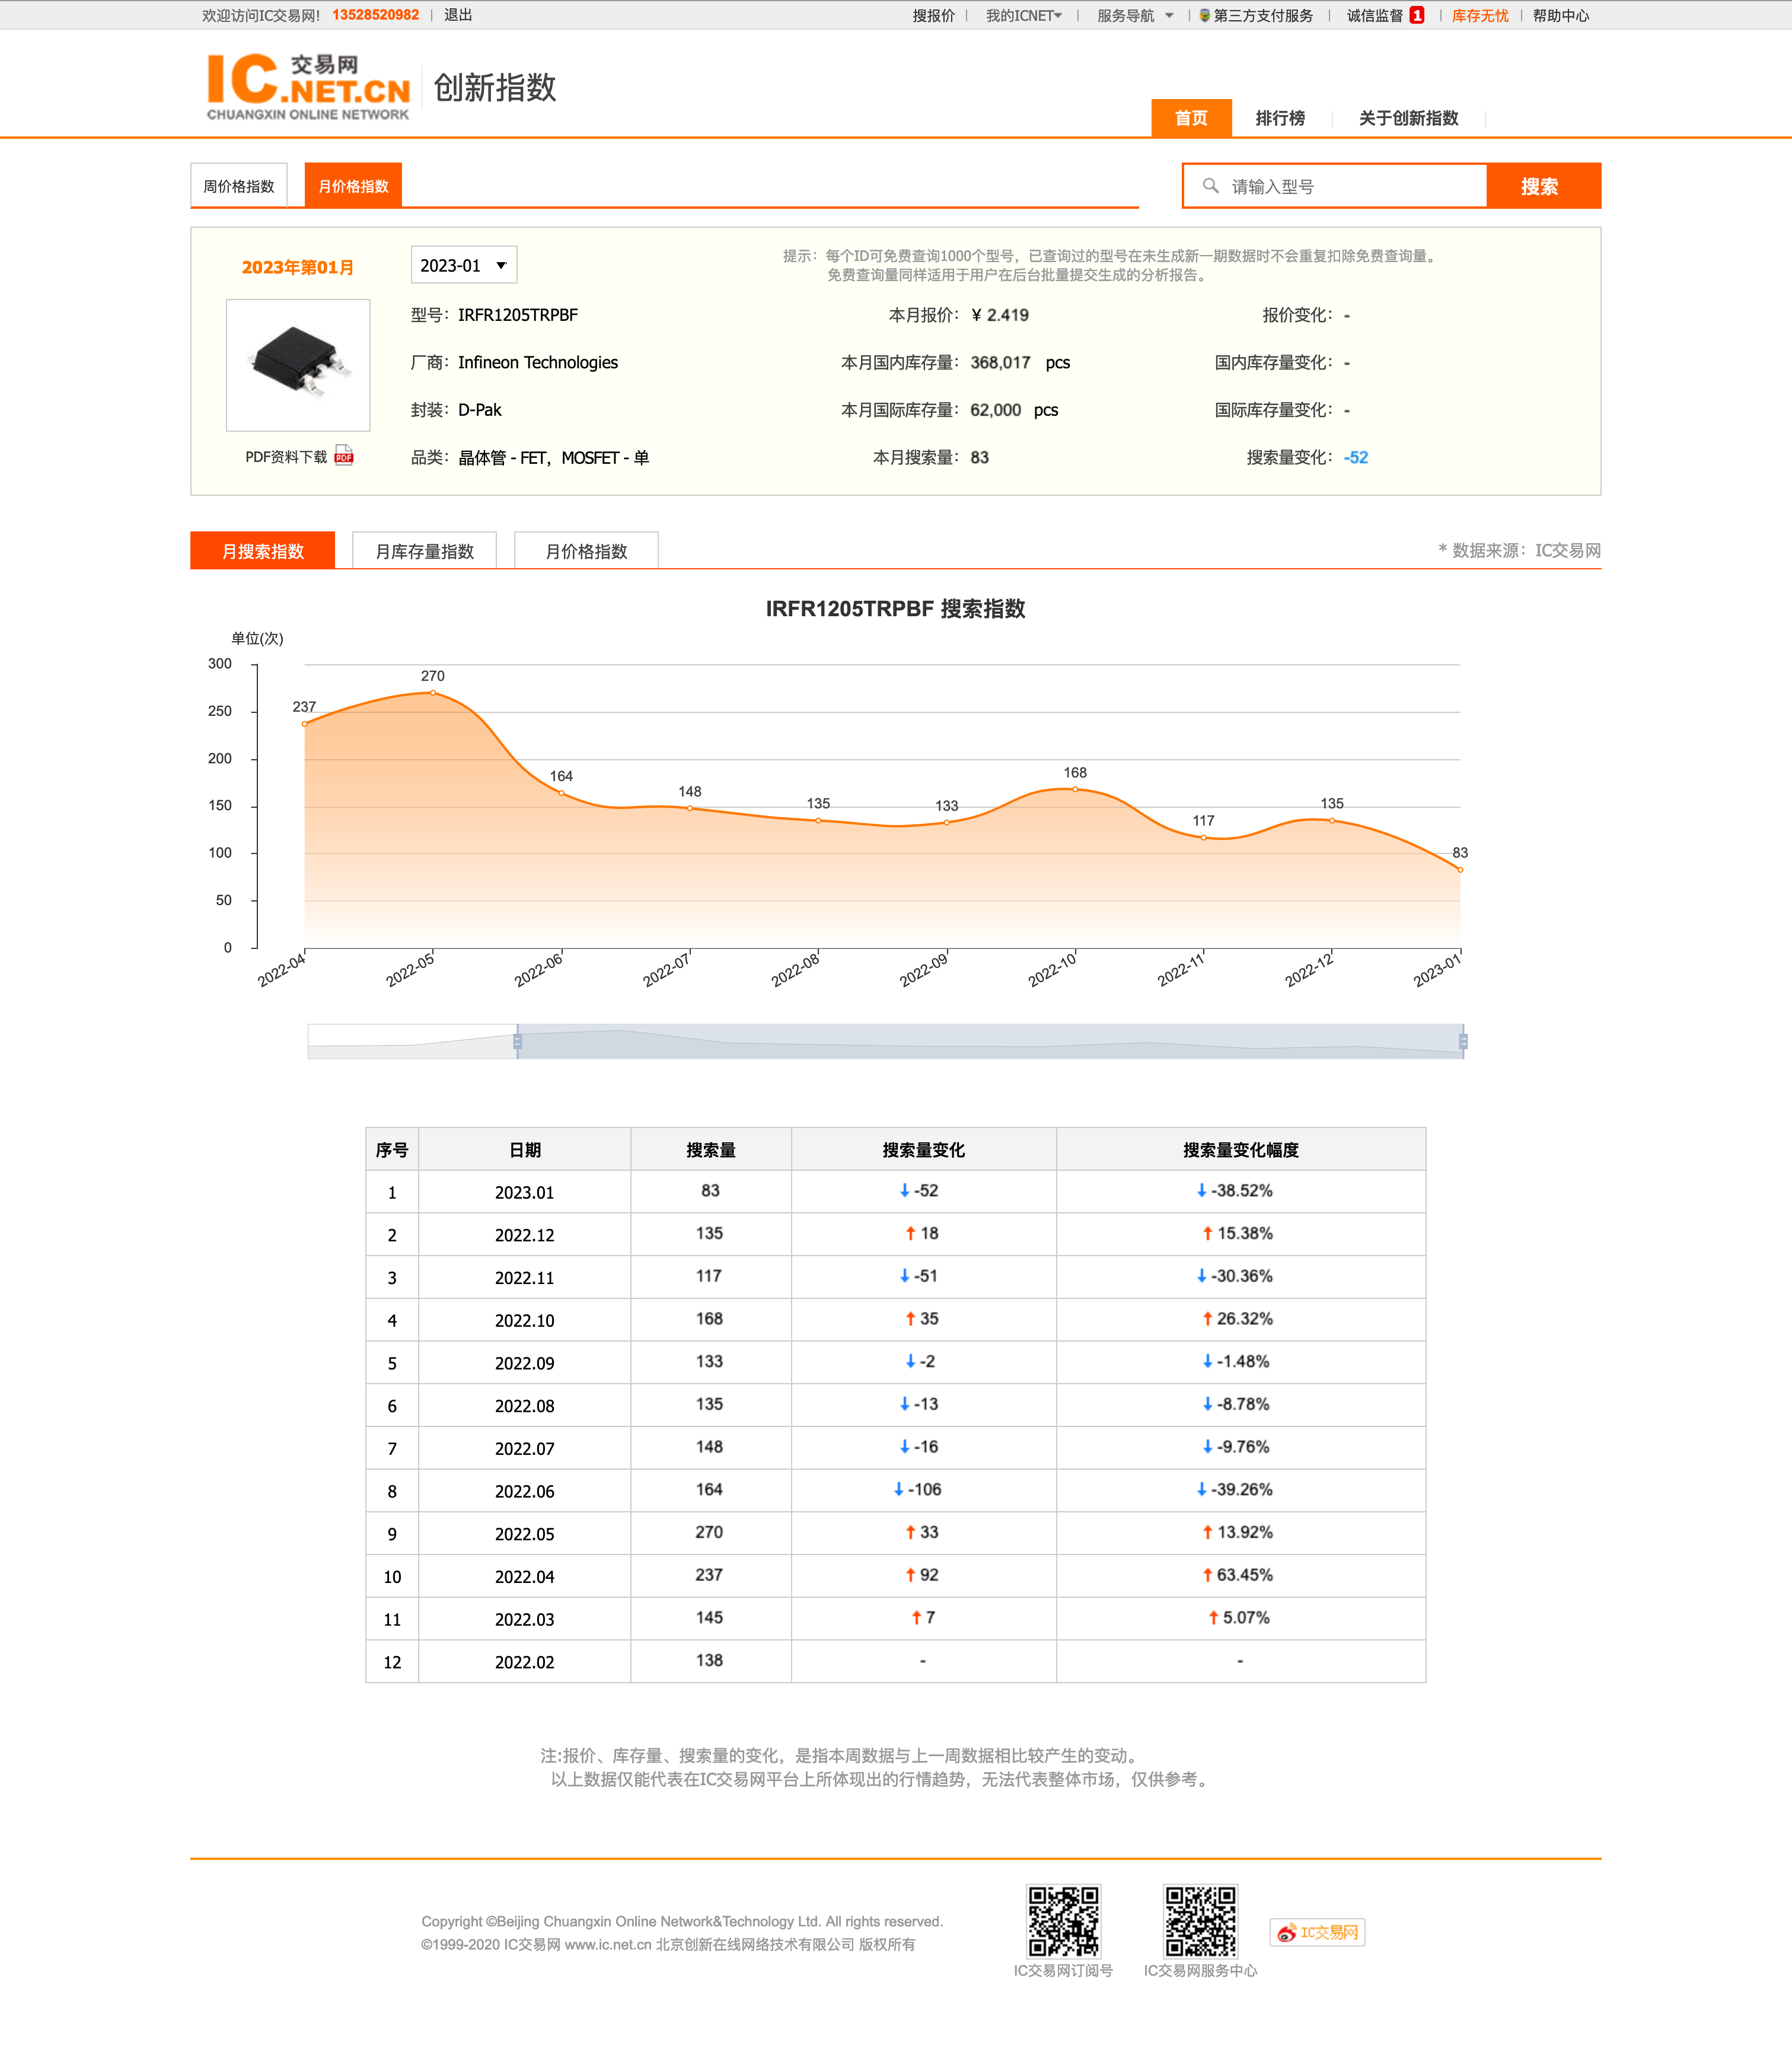 欢迎访问IC交易网! 13528520982 | 退出
搜报价 | 我的ICNET | 服务导航 | 第三方支付服务 | 诚信监督 1 | 库存无忧 | 帮助中心
IC.NET.CN 交易网
CHUANGXIN ONLINE NETWORK
创新指数
首页 排行榜 关于创新指数
周价格指数 月价格指数
请输入型号 搜索
2023年第01月
2023-01
提示：每个ID可免费查询1000个型号，已查询过的型号在未生成新一期数据时不会重复扣除免费查询量。
免费查询量同样适用于用户在后台批量提交生成的分析报告。
型号：IRFR1205TRPBF 本月报价：¥ 2.419 报价变化：-
厂商：Infineon Technologies 本月国内库存量：368,017 pcs 国内库存量变化：-
封装：D-Pak 本月国际库存量：62,000 pcs 国际库存量变化：-
PDF资料下载 PDF
品类：晶体管 - FET，MOSFET - 单 本月搜索量：83 搜索量变化：-52
月搜索指数 月库存量指数 月价格指数
* 数据来源：IC交易网
IRFR1205TRPBF 搜索指数
单位(次)
300
250
200
150
100
50
0
237 270 164 148 135 133 168 117 135 83
2022-04 2022-05 2022-06 2022-07 2022-08 2022-09 2022-10 2022-11 2022-12 2023-01
序号 日期 搜索量 搜索量变化 搜索量变化幅度
1 2023.01 83 ↓ -52 ↓ -38.52%
2 2022.12 135 ↑ 18 ↑ 15.38%
3 2022.11 117 ↓ -51 ↓ -30.36%
4 2022.10 168 ↑ 35 ↑ 26.32%
5 2022.09 133 ↓ -2 ↓ -1.48%
6 2022.08 135 ↓ -13 ↓ -8.78%
7 2022.07 148 ↓ -16 ↓ -9.76%
8 2022.06 164 ↓ -106 ↓ -39.26%
9 2022.05 270 ↑ 33 ↑ 13.92%
10 2022.04 237 ↑ 92 ↑ 63.45%
11 2022.03 145 ↑ 7 ↑ 5.07%
12 2022.02 138 - -
注:报价、库存量、搜索量的变化，是指本周数据与上一周数据相比较产生的变动。
以上数据仅能代表在IC交易网平台上所体现出的行情趋势，无法代表整体市场，仅供参考。
Copyright ©Beijing Chuangxin Online Network&Technology Ltd. All rights reserved.
©1999-2020 IC交易网 www.ic.net.cn 北京创新在线网络技术有限公司 版权所有
IC交易网订阅号
IC交易网服务中心
IC交易网